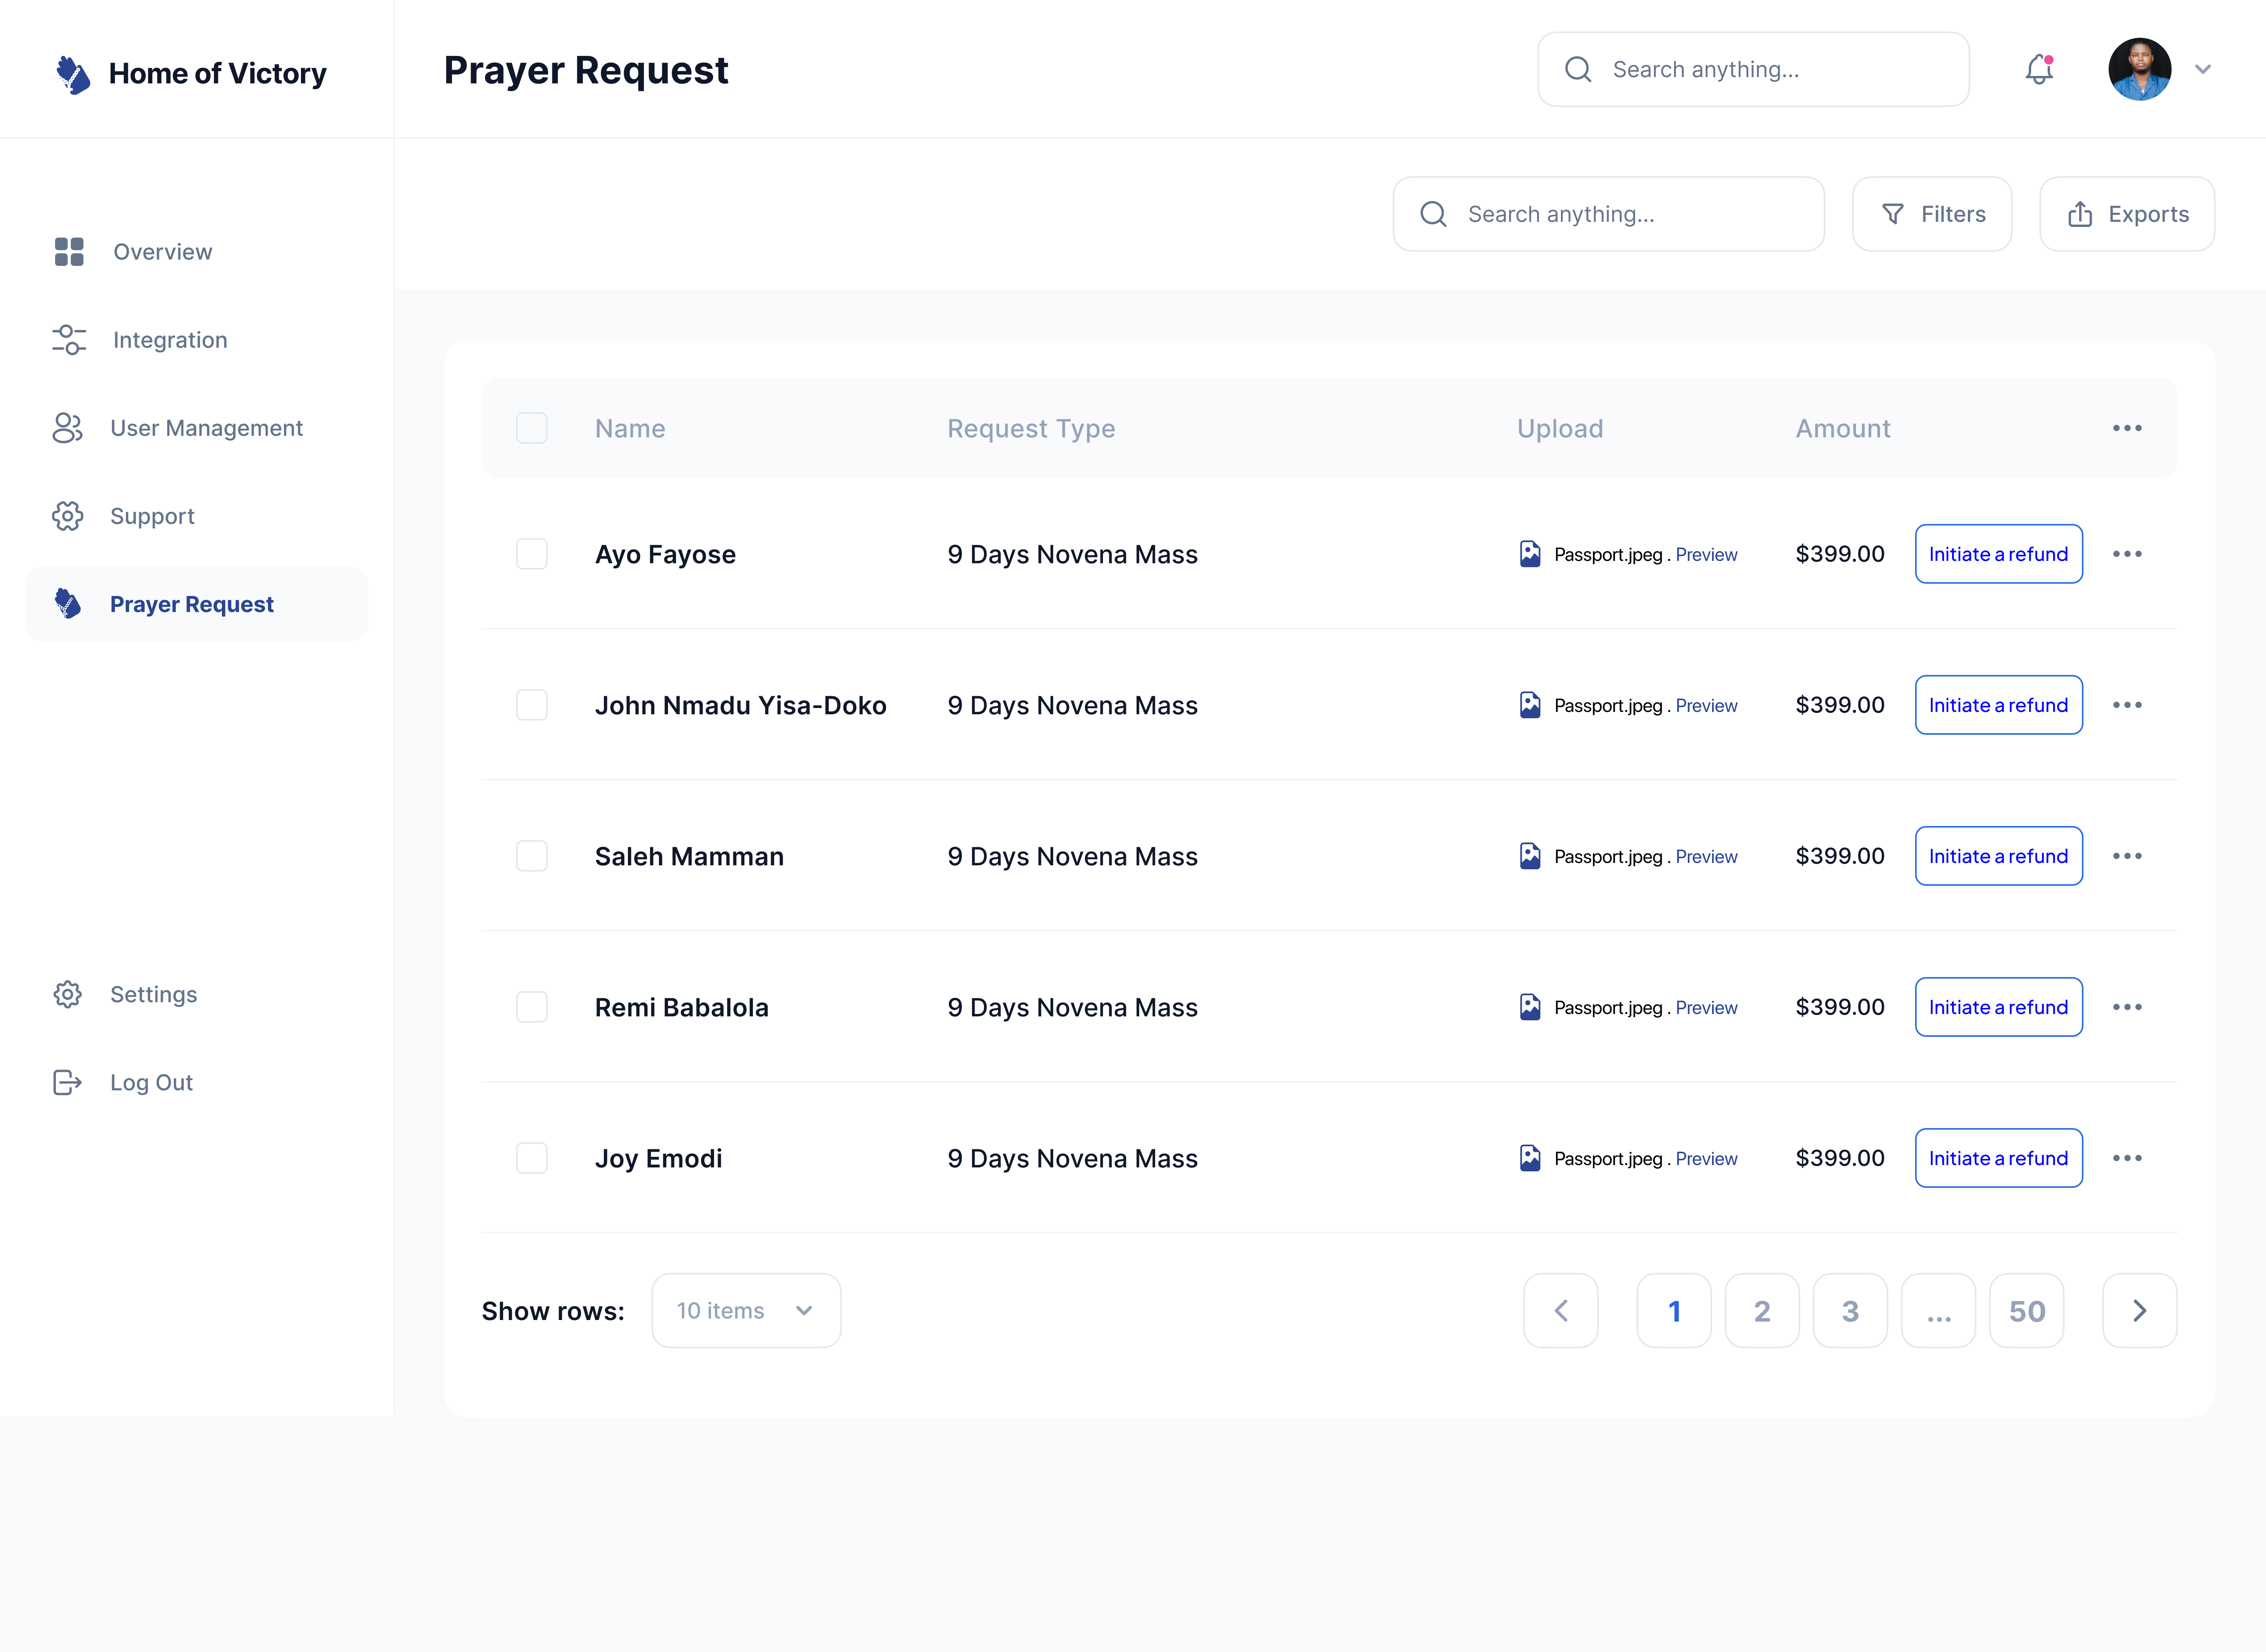 Home of Victory
Prayer Request
Search anything...
Search anything...
Filters
Exports
Overview
Integration
User Management
Support
Prayer Request
Settings
Log Out
Name Request Type Upload Amount
Ayo Fayose 9 Days Novena Mass Passport.jpeg . Preview $399.00 Initiate a refund
John Nmadu Yisa-Doko 9 Days Novena Mass Passport.jpeg . Preview $399.00 Initiate a refund
Saleh Mamman 9 Days Novena Mass Passport.jpeg . Preview $399.00 Initiate a refund
Remi Babalola 9 Days Novena Mass Passport.jpeg . Preview $399.00 Initiate a refund
Joy Emodi 9 Days Novena Mass Passport.jpeg . Preview $399.00 Initiate a refund
Show rows: 10 items 1 2 3 ... 50